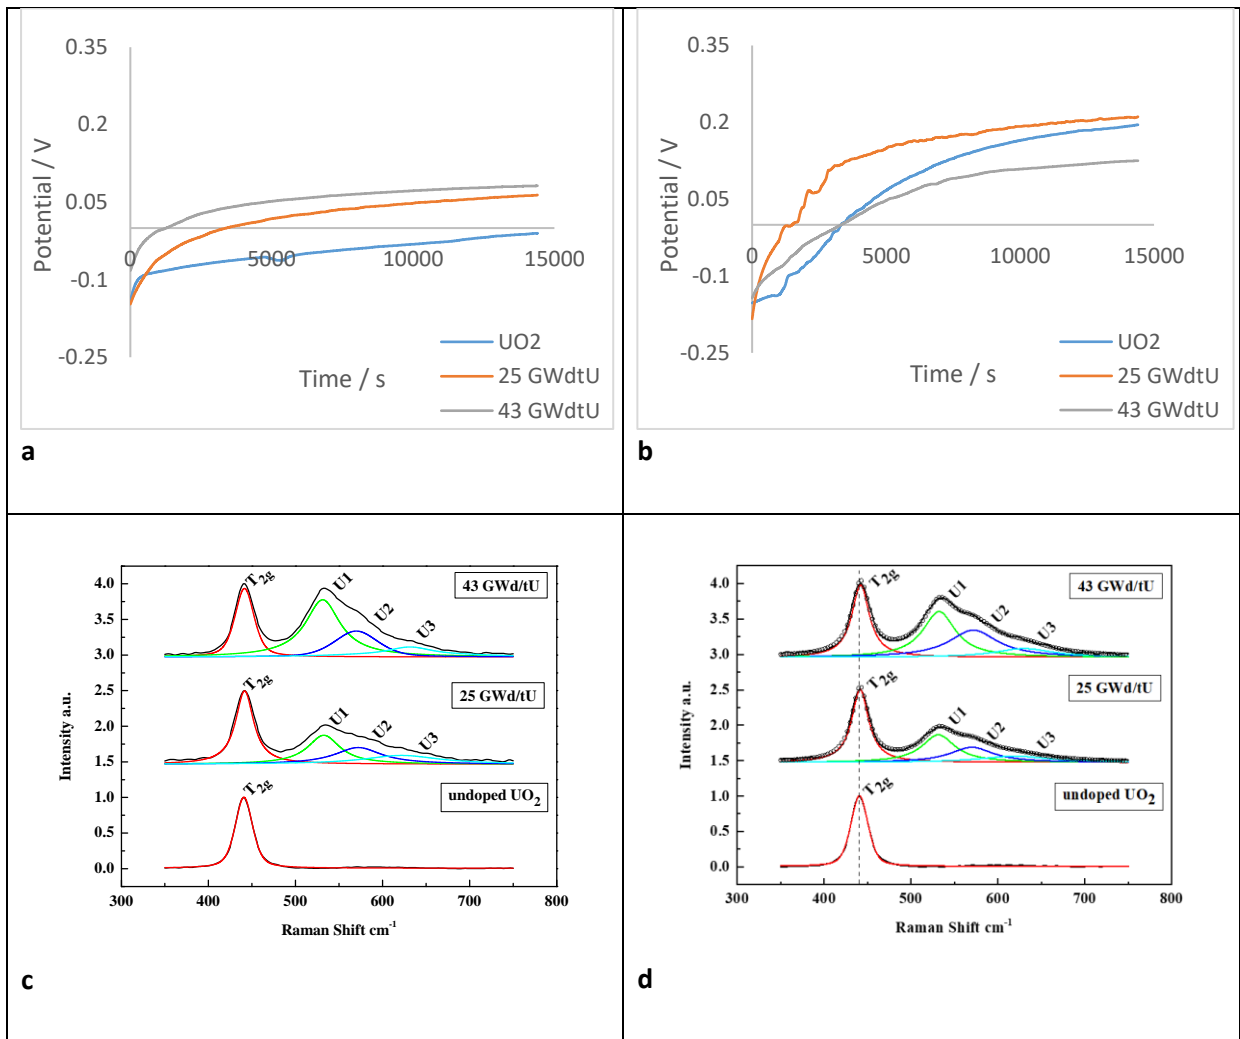 0.35
0.2
0.05
-0.1
-0.25
Potential / V
0
5000
10000
15000
Time / s
UO2
25 GWdtU
43 GWdtU
a
0.35
0.2
0.05
-0.1
-0.25
Potential / V
0
5000
10000
15000
Time / s
UO2
25 GWdtU
43 GWdtU
b
4.0
3.5
3.0
2.5
2.0
1.5
1.0
0.5
0.0
Intensity a.u.
T2g
U1
U2
U3
43 GWd/tU
T2g
U1
U2
U3
25 GWd/tU
T2g
undoped UO2
300 400 500 600 700 800
Raman Shift cm-1
c
4.0
3.5
3.0
2.5
2.0
1.5
1.0
0.5
0.0
Intensity a.u.
T2g
U1
U2
U3
43 GWd/tU
T2g
U1
U2
U3
25 GWd/tU
T2g
undoped UO2
300 400 500 600 700 800
Raman Shift cm-1
d